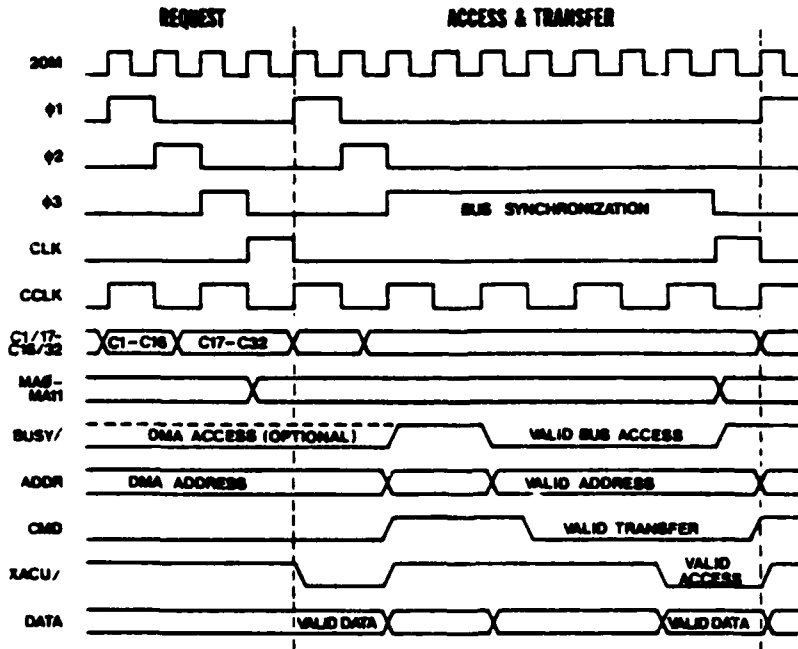 REQUEST ACCESS & TRANSFER
20M
φ1
φ2
φ3 BUS SYNCHRONIZATION
CLK
CCLK
C1/17-
C16/32 C1-C16 C17-C32
MAØ-
MA11
BUSY/ DMA ACCESS (OPTIONAL) VALID BUS ACCESS
ADDR DMA ADDRESS VALID ADDRESS
CMD VALID TRANSFER
XACU/ VALID
ACCESS
DATA VALID DATA VALID DATA